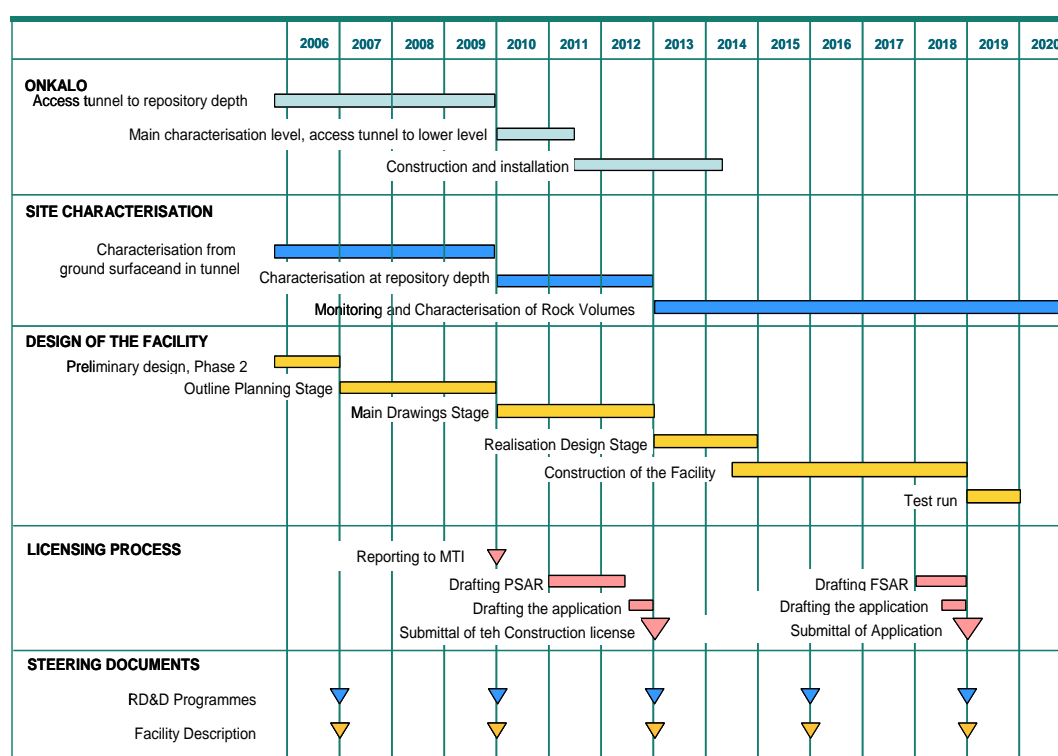 2006 2007 2008 2009 2010 2011 2012 2013 2014 2015 2016 2017 2018 2019 2020
ONKALO
Access tunnel to repository depth
Main characterisation level, access tunnel to lower level
Construction and installation
SITE CHARACTERISATION
Characterisation from
ground surfaceand in tunnel
Characterisation at repository depth
Monitoring and Characterisation of Rock Volumes
DESIGN OF THE FACILITY
Preliminary design, Phase 2
Outline Planning Stage
Main Drawings Stage
Realisation Design Stage
Construction of the Facility
Test run
LICENSING PROCESS
Reporting to MTI
Drafting PSAR Drafting FSAR
Drafting the application Drafting the application
Submittal of teh Construction license Submittal of Application
STEERING DOCUMENTS
RD&D Programmes
Facility Description